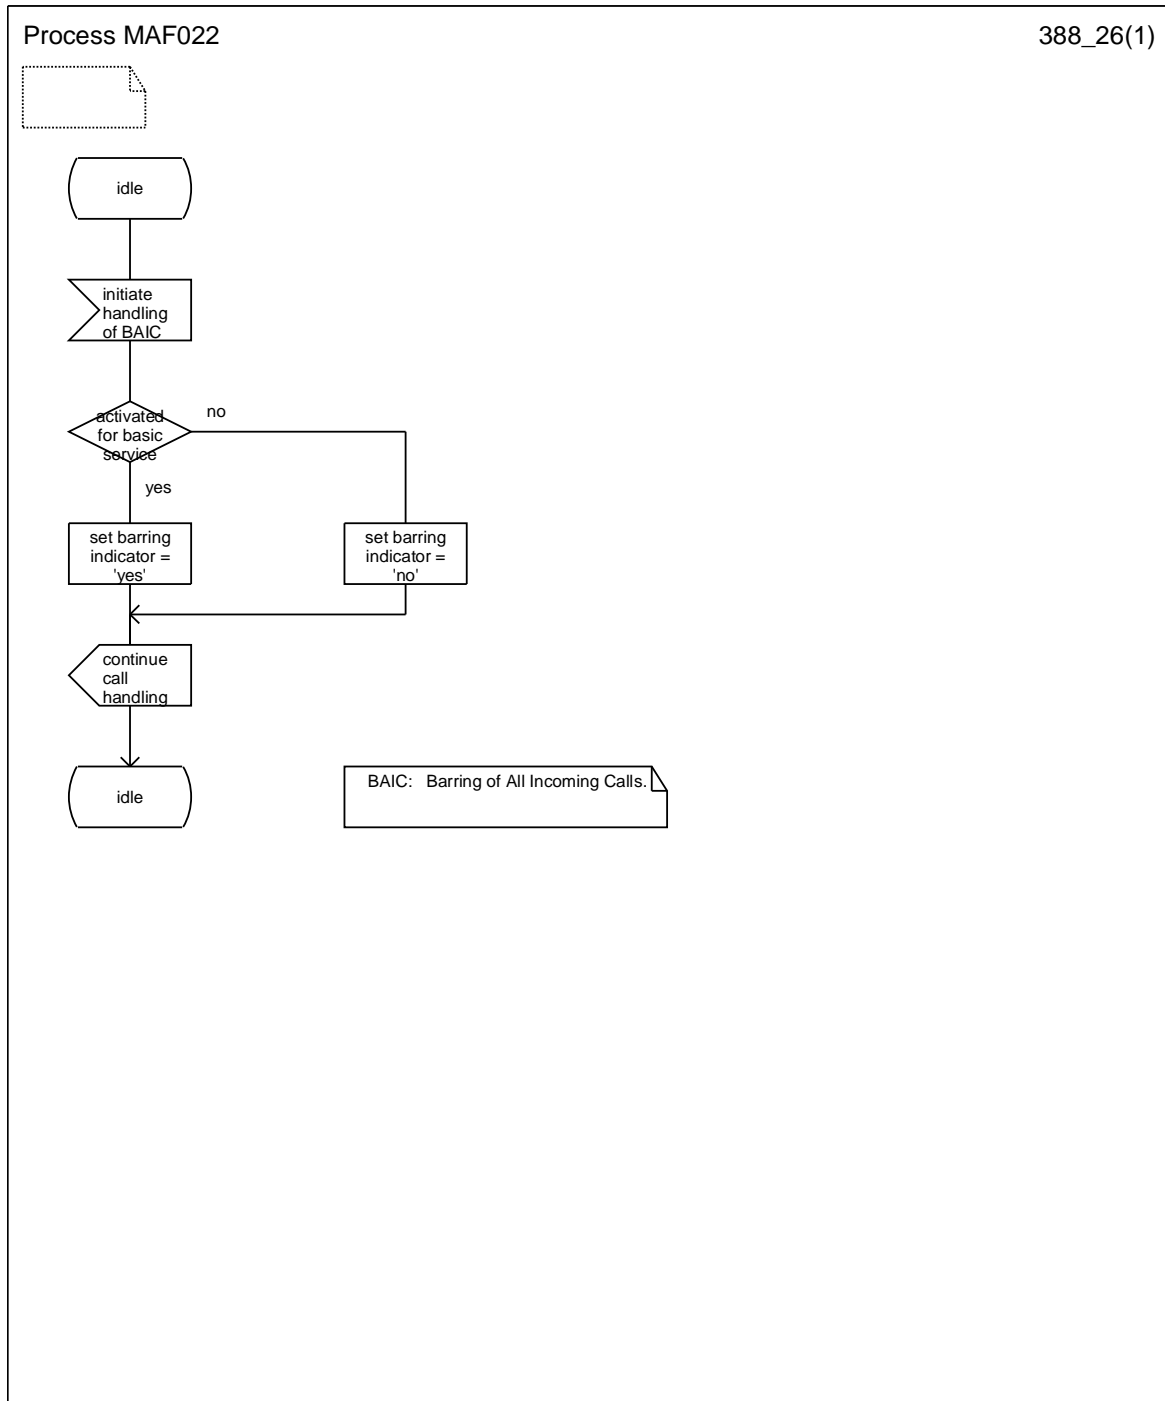 Process MAF022
388_26(1)
idle
initiate
handling
of BAIC
activated
for basic
service
no
yes
set barring
indicator =
'yes'
set barring
indicator =
'no'
continue
call
handling
idle
BAIC:   Barring of All Incoming Calls.